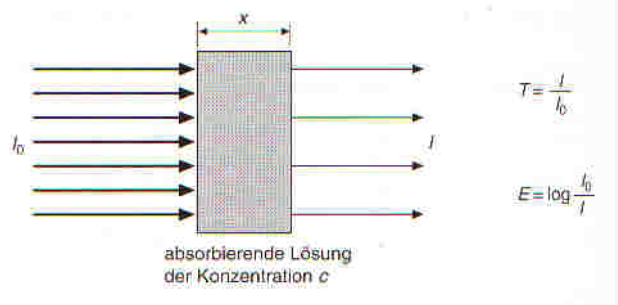 x
I₀
I
T = I/I₀
E = log I₀/I
absorbierende Lösung
der Konzentration c